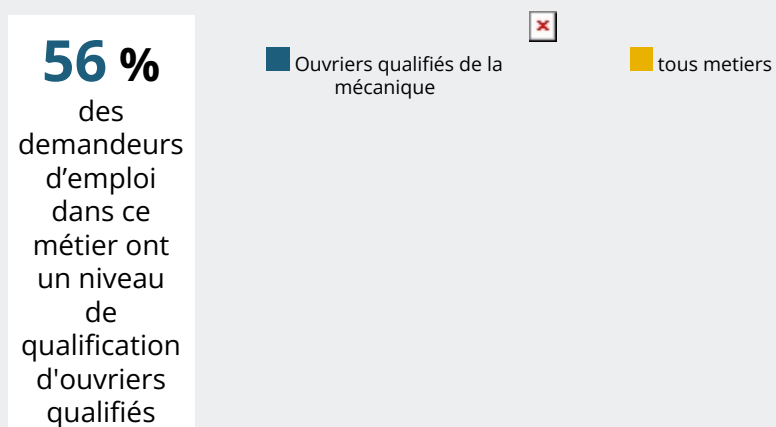 56 %
des
demandeurs
d’emploi
dans ce
métier ont
un niveau
de
qualification
d'ouvriers
qualifiés
Ouvriers qualifiés de la
mécanique
tous metiers